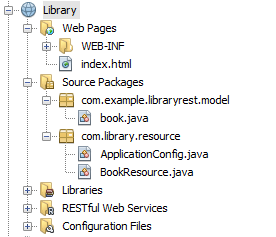 Library
Web Pages
WEB-INF
index.html
Source Packages
com.example.libraryrest.model
book.java
com.library.resource
ApplicationConfig.java
BookResource.java
Libraries
RESTful Web Services
Configuration Files